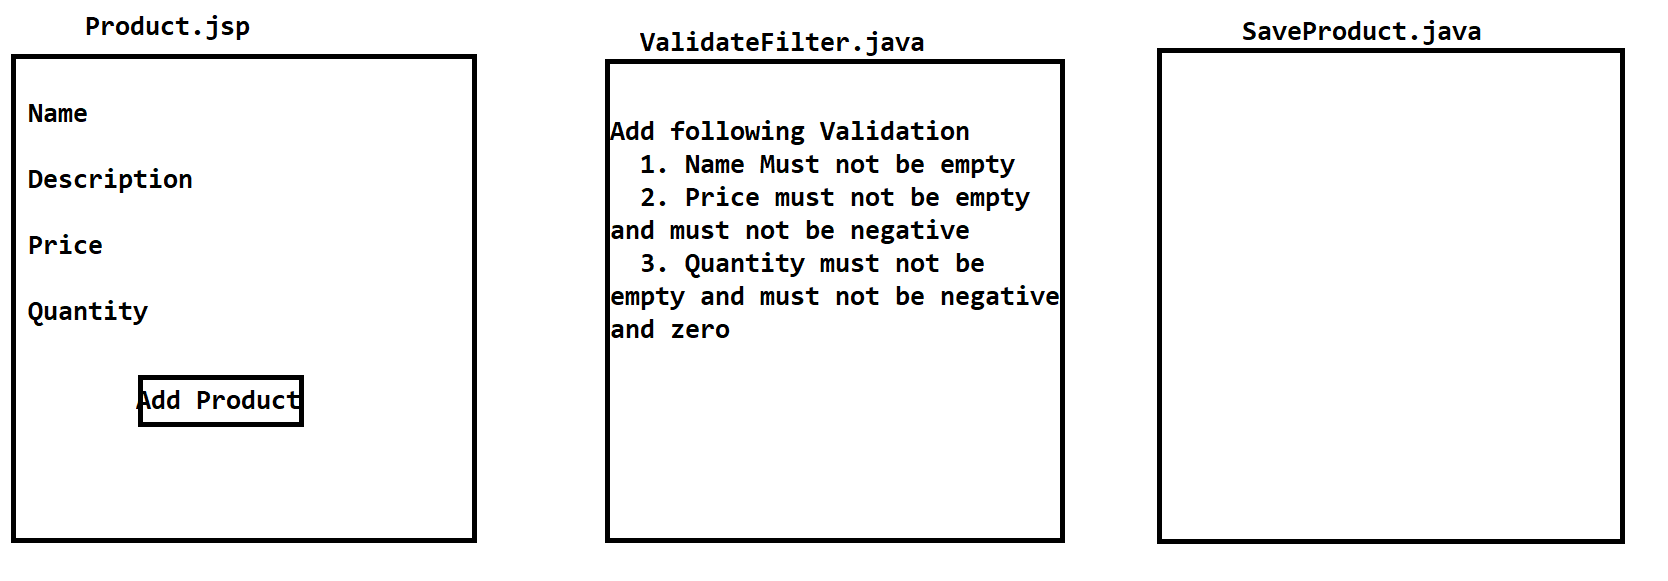 Product.jsp
Name
Description
Price
Quantity
Add Product
ValidateFilter.java
Add following Validation
1. Name Must not be empty
2. Price must not be empty
and must not be negative
3. Quantity must not be
empty and must not be negative
and zero
SaveProduct.java